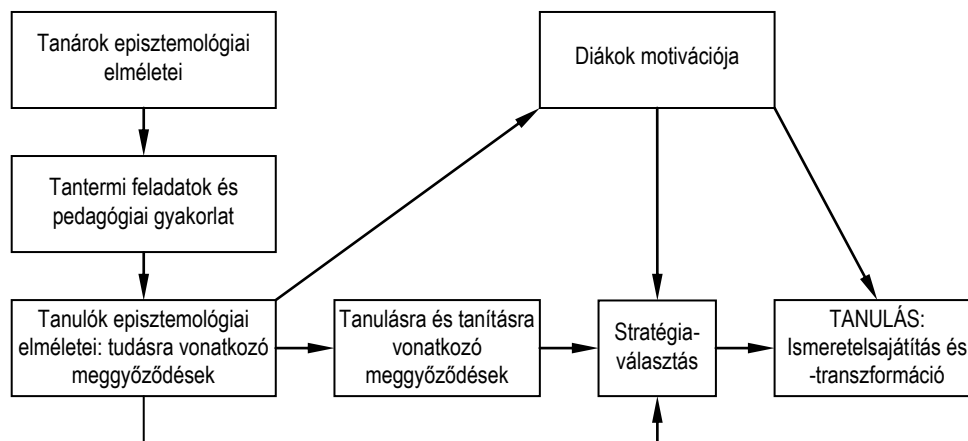 Tanárok episztemológiai
elméletei
Diákok motivációja
Tantermi feladatok és
pedagógiai gyakorlat
Tanulók episztemológiai
elméletei: tudásra vonatkozó
meggyőződések
Tanulásra és tanításra
vonatkozó
meggyőződések
Stratégia-
választás
TANULÁS:
Ismeretelsajátítás és
-transzformáció